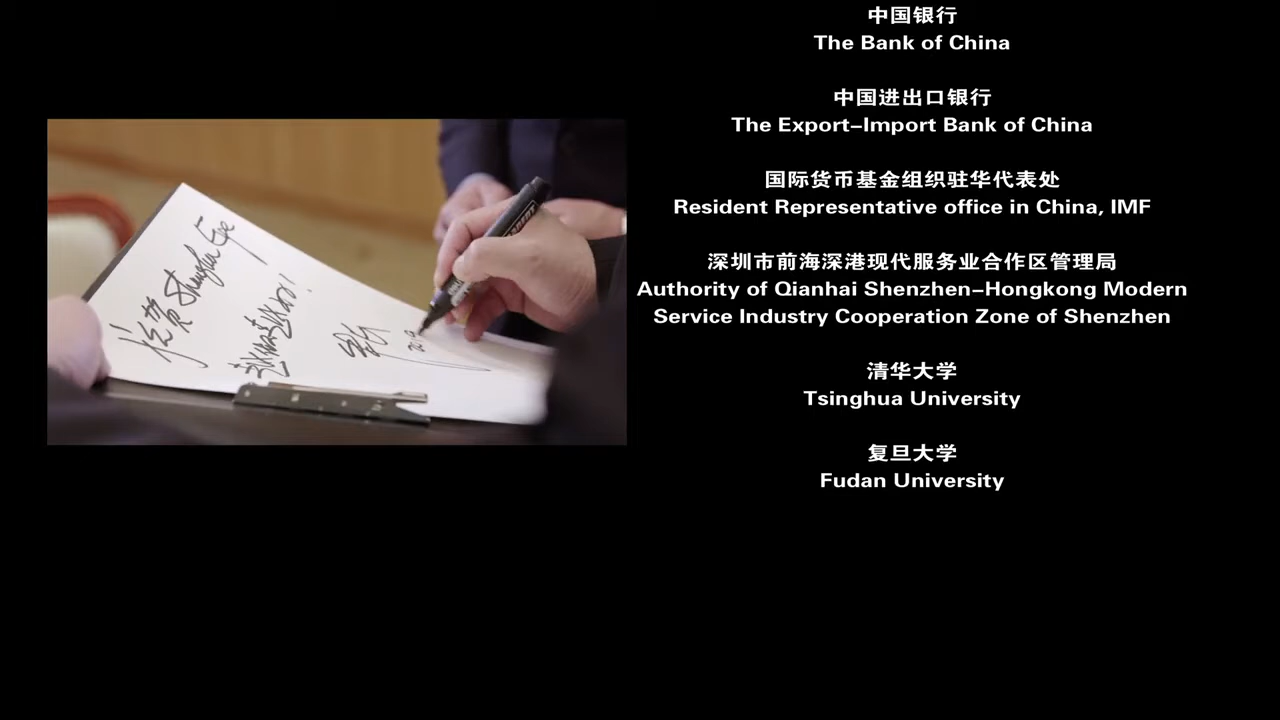 中国银行
The Bank of China
中国进出口银行
The Export-Import Bank of China
国际货币基金组织驻华代表处
Resident Representative office in China, IMF
深圳市前海深港现代服务业合作区管理局
Authority of Qianhai Shenzhen-Hongkong Modern
Service Industry Cooperation Zone of Shenzhen
清华大学
Tsinghua University
复旦大学
Fudan University